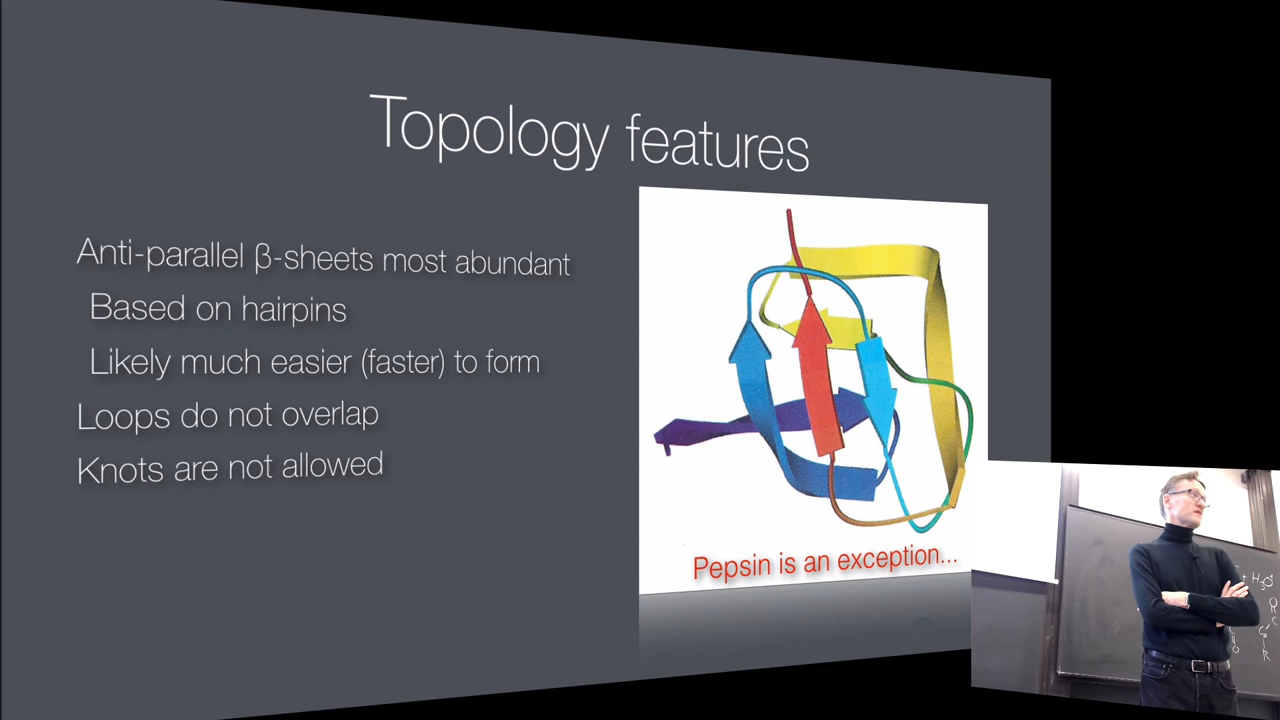 Topology features
Anti-parallel β-sheets most abundant
Based on hairpins
Likely much easier (faster) to form
Loops do not overlap
Knots are not allowed
Pepsin is an exception...